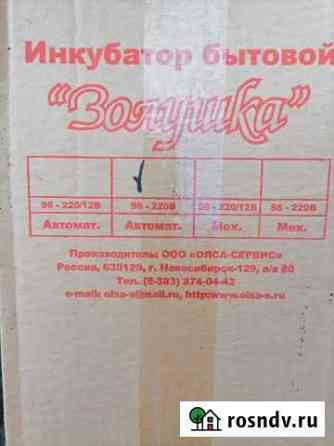 Инкубатор бытовой
"Золушка"
98 - 220/12В 98 - 220В 98 - 220/12В 98 - 220В
Автомат. Автомат. Мех. Мех.
Производитель: ООО «ОЛСА-СЕРВИС»
Россия, 630129, г. Новосибирск-129, а/я 80
Тел. (8-383) 274-04-42
e-mail: olsa-s@mail.ru, http:www.olsa-s.ru
rosndv.ru